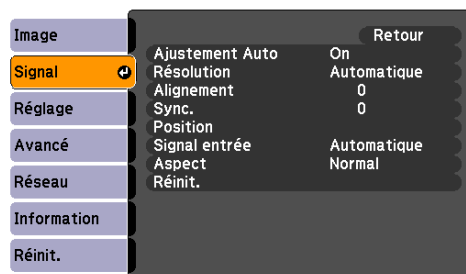 Image
Signal
Réglage
Avancé
Réseau
Information
Réinit.
Retour
Ajustement Auto On
Résolution Automatique
Alignement 0
Sync. 0
Position
Signal entrée Automatique
Aspect Normal
Réinit.